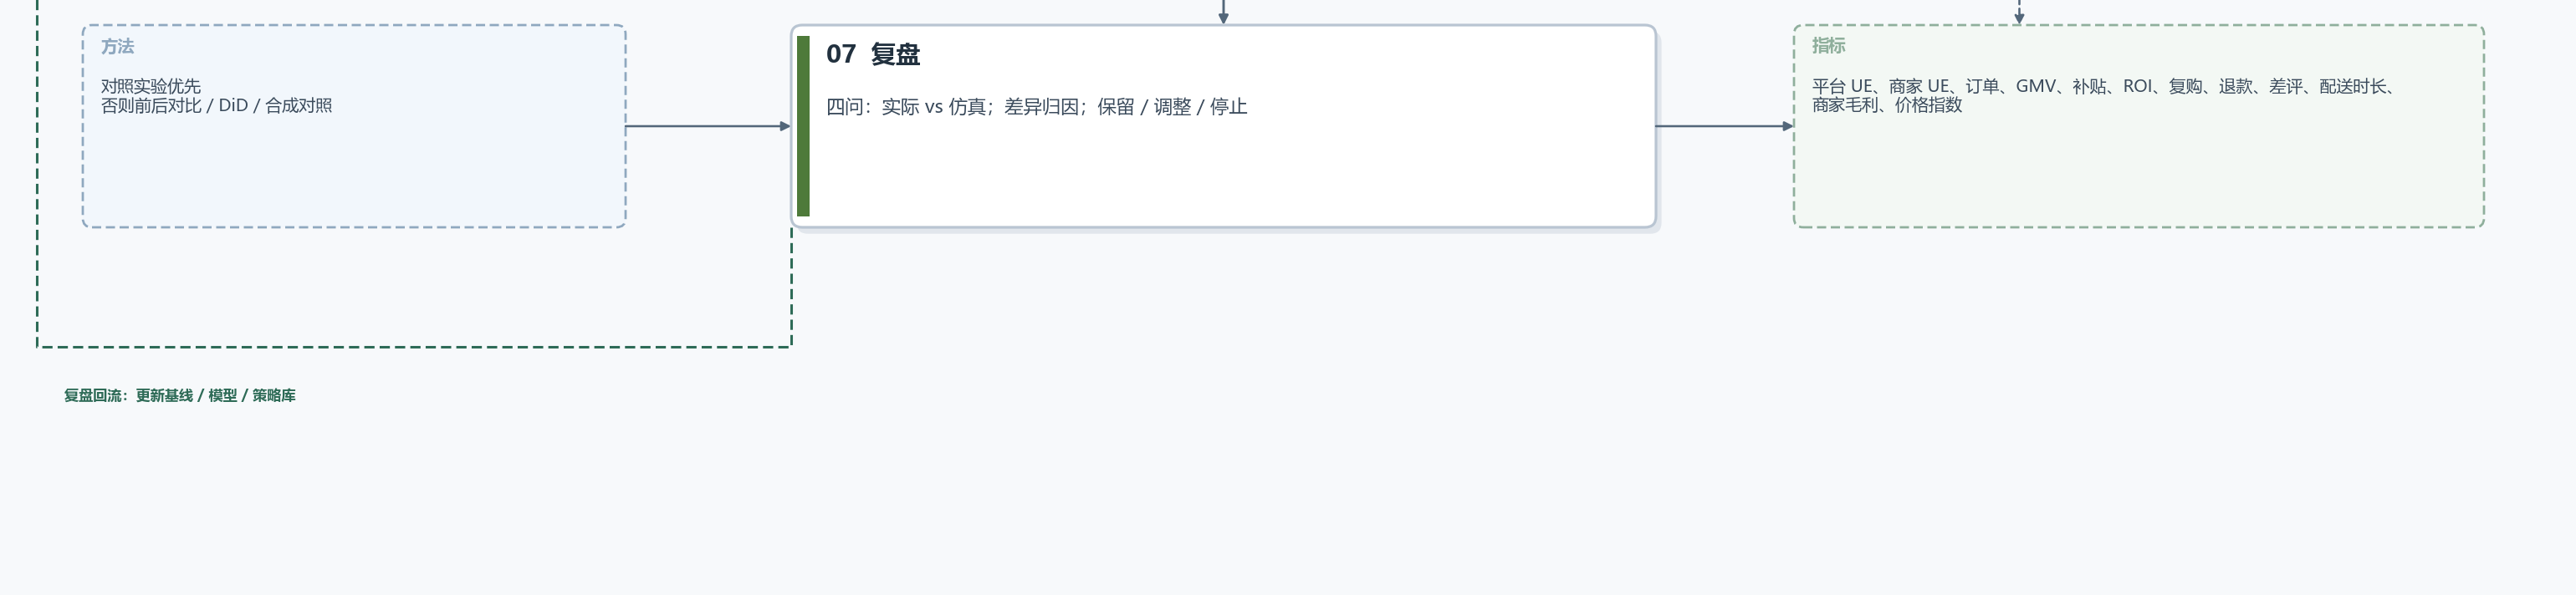 方法
对照实验优先
否则前后对比 / DiD / 合成对照
07 复盘
四问：实际 vs 仿真；差异归因；保留 / 调整 / 停止
指标
平台 UE、商家 UE、订单、GMV、补贴、ROI、复购、退款、差评、配送时长、
商家毛利、价格指数
复盘回流：更新基线 / 模型 / 策略库